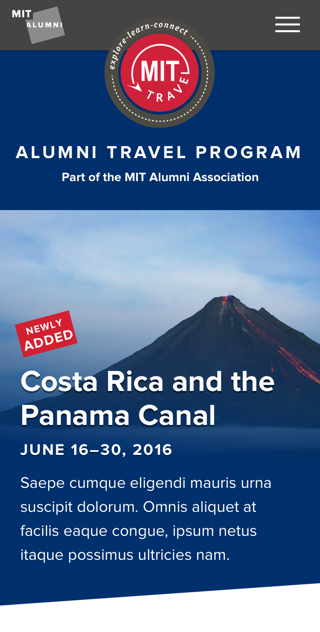 MIT
ALUMNI
explore-learn-connect
MIT
TRAVEL
ALUMNI TRAVEL PROGRAM
Part of the MIT Alumni Association
NEWLY
ADDED
Costa Rica and the
Panama Canal
JUNE 16–30, 2016
Saepe cumque eligendi mauris urna
suscipit dolorum. Omnis aliquet at
facilis eaque congue, ipsum netus
itaque possimus ultricies nam.